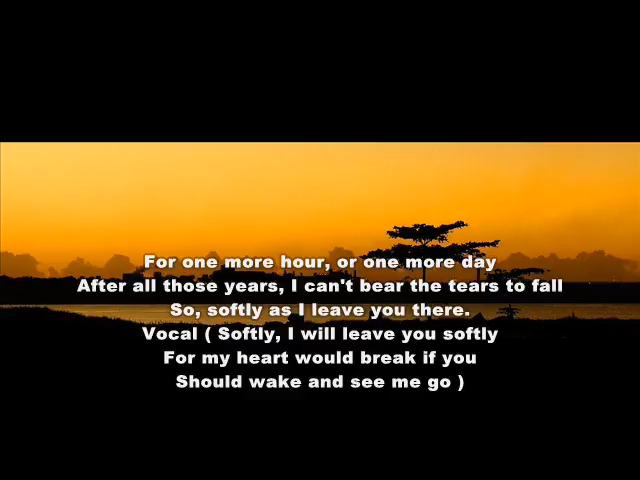 For one more hour, or one more day
After all those years, I can't bear the tears to fall
So, softly as I leave you there.
Vocal ( Softly, I will leave you softly
For my heart would break if you
Should wake and see me go )